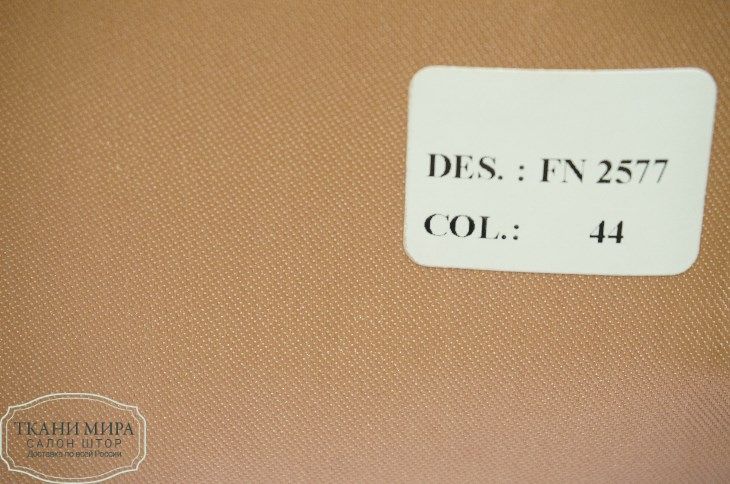 DES. : FN 2577
COL.: 44
ТКАНИ МИРА
САЛОН ШТОР
Доставка по всей России